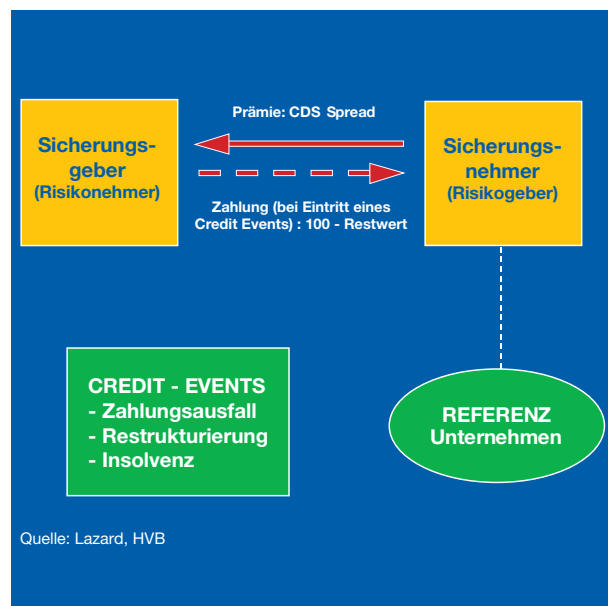 Prämie: CDS Spread
Sicherungs-
geber
(Risikonehmer)
Sicherungs-
nehmer
(Risikogeber)
Zahlung (bei Eintritt eines
Credit Events) : 100 - Restwert
CREDIT - EVENTS
- Zahlungsausfall
- Restrukturierung
- Insolvenz
REFERENZ
Unternehmen
Quelle: Lazard, HVB